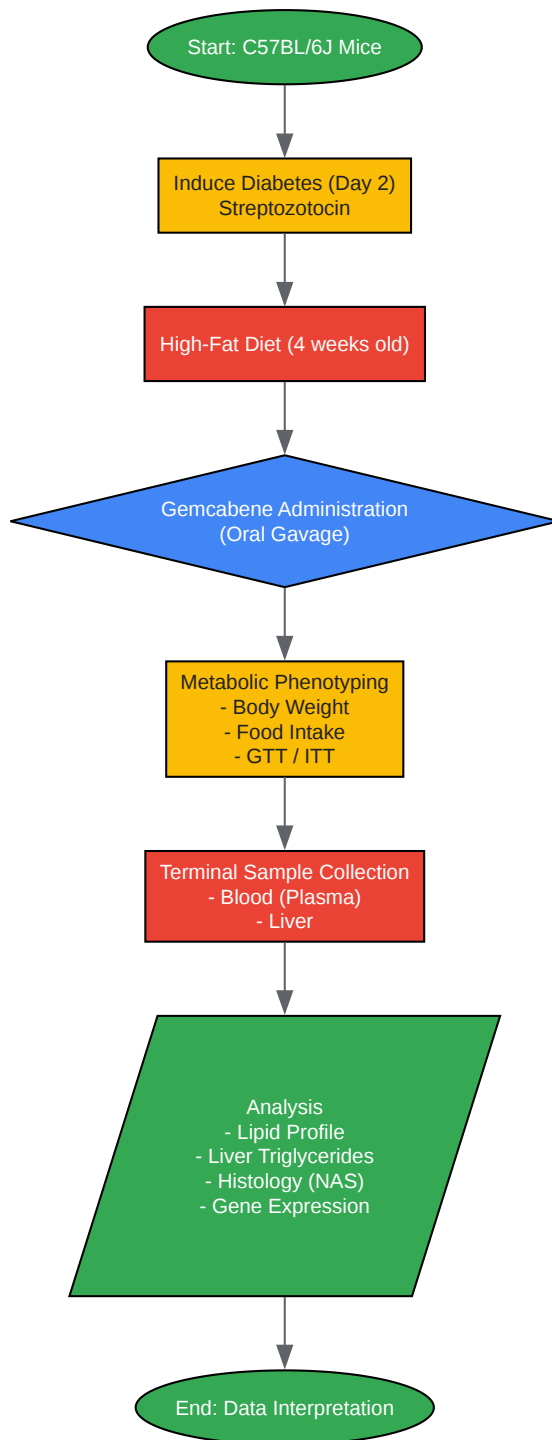 Start: C57BL/6J Mice
Induce Diabetes (Day 2)
Streptozotocin
High-Fat Diet (4 weeks old)
Gemcabene Administration
(Oral Gavage)
Metabolic Phenotyping
- Body Weight
- Food Intake
- GTT / ITT
Terminal Sample Collection
- Blood (Plasma)
- Liver
Analysis
- Lipid Profile
- Liver Triglycerides
- Histology (NAS)
- Gene Expression
End: Data Interpretation